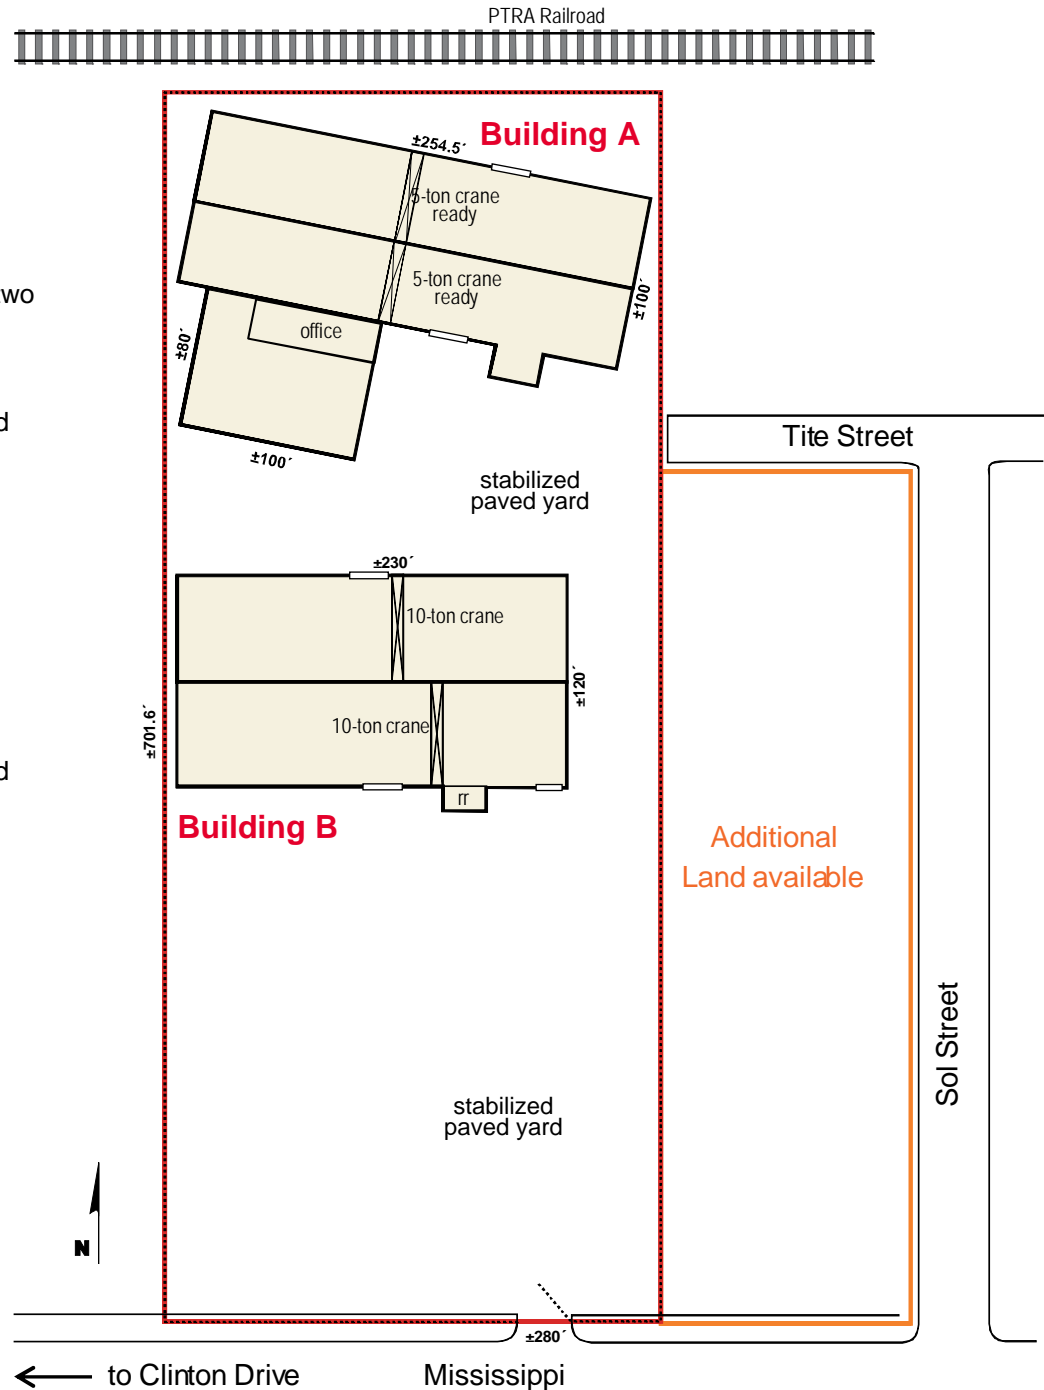 PTRA Railroad
Building A
±254.5´
5-ton crane
ready
5-ton crane
ready
±100´
wo
office
±80´
d
±100´
Tite Street
stabilized
paved yard
±230´
10-ton crane
±120´
±701.6´
10-ton crane
d
rr
Building B
Additional
Land available
Sol Street
stabilized
paved yard
N
±280´
to Clinton Drive
Mississippi